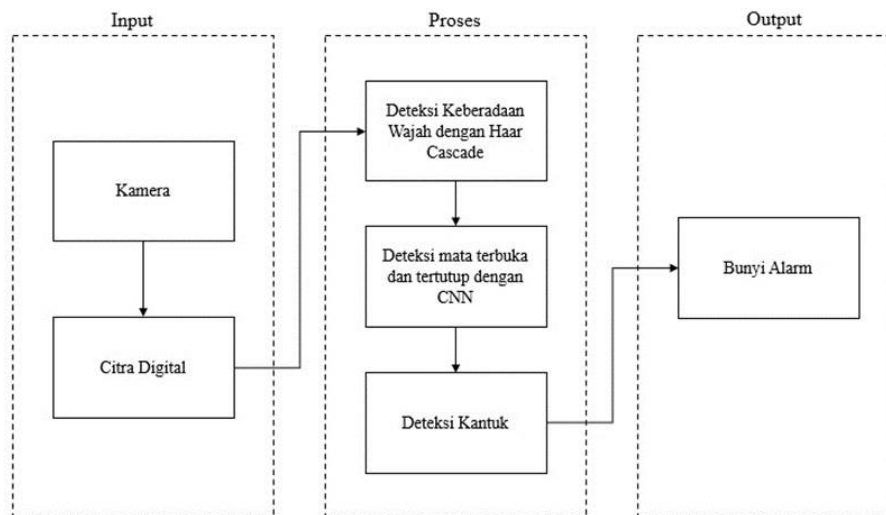 Input
Proses
Output
Kamera
Citra Digital
Deteksi Keberadaan
Wajah dengan Haar
Cascade
Deteksi mata terbuka
dan tertutup dengan
CNN
Deteksi Kantuk
Bunyi Alarm